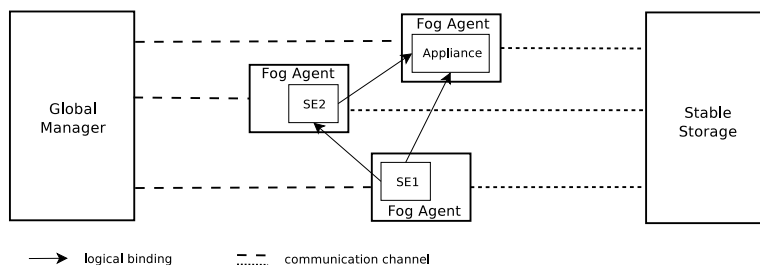 Fog Agent
Appliance
Fog Agent
SE2
Global
Manager
Stable
Storage
SE1
Fog Agent
logical binding
communication channel